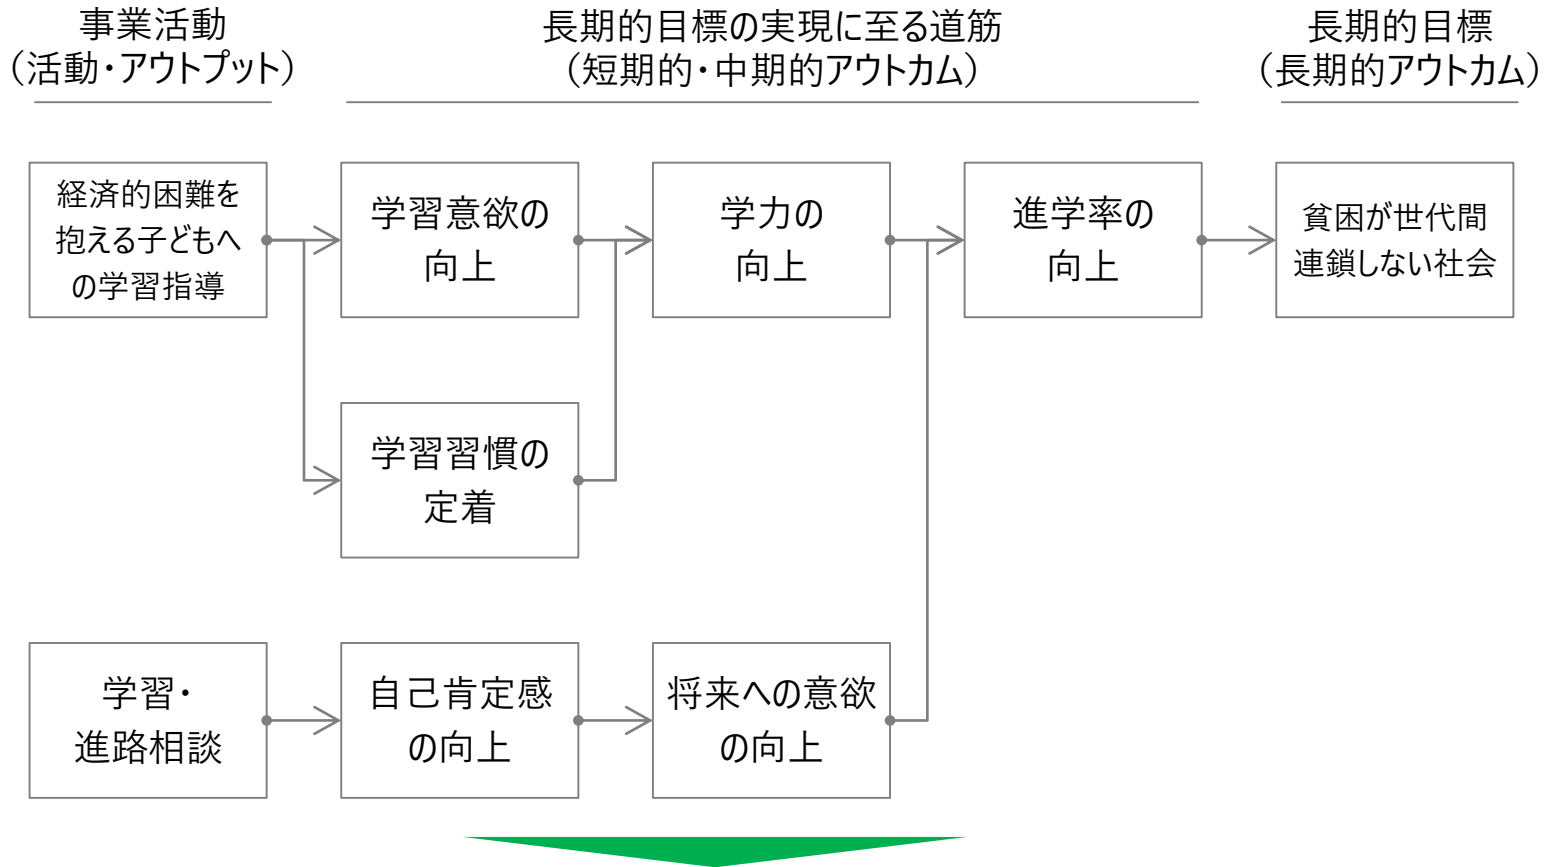 事業活動
（活動・アウトプット）
長期的目標の実現に至る道筋
（短期的・中期的アウトカム）
長期的目標
（長期的アウトカム）
経済的困難を
抱える子どもへ
の学習指導
学習意欲の
向上
学力の
向上
進学率の
向上
貧困が世代間
連鎖しない社会
学習習慣の
定着
学習・
進路相談
自己肯定感
の向上
将来への意欲
の向上